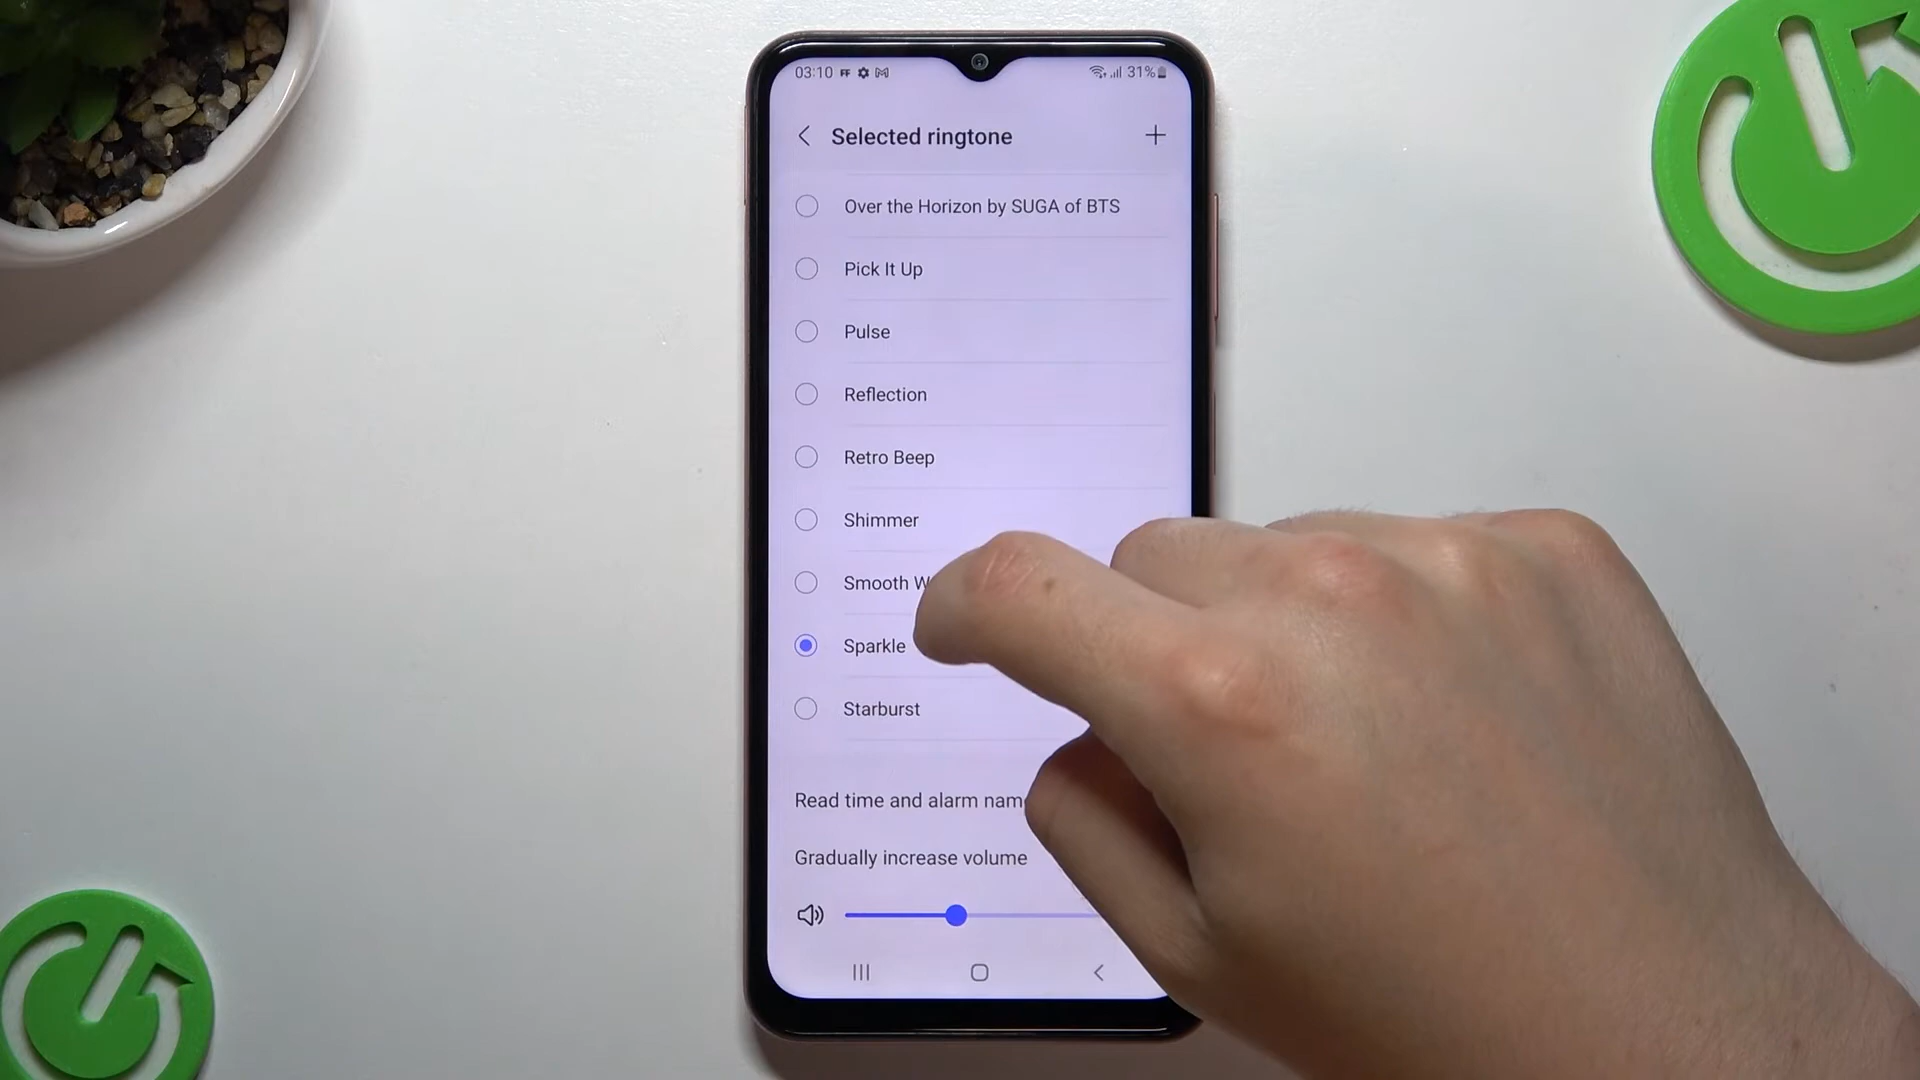 03:10 31%
Selected ringtone
Over the Horizon by SUGA of BTS
Pick It Up
Pulse
Reflection
Retro Beep
Shimmer
Smooth
Sparkle
Starburst
Read time and alarm
Gradually increase volume